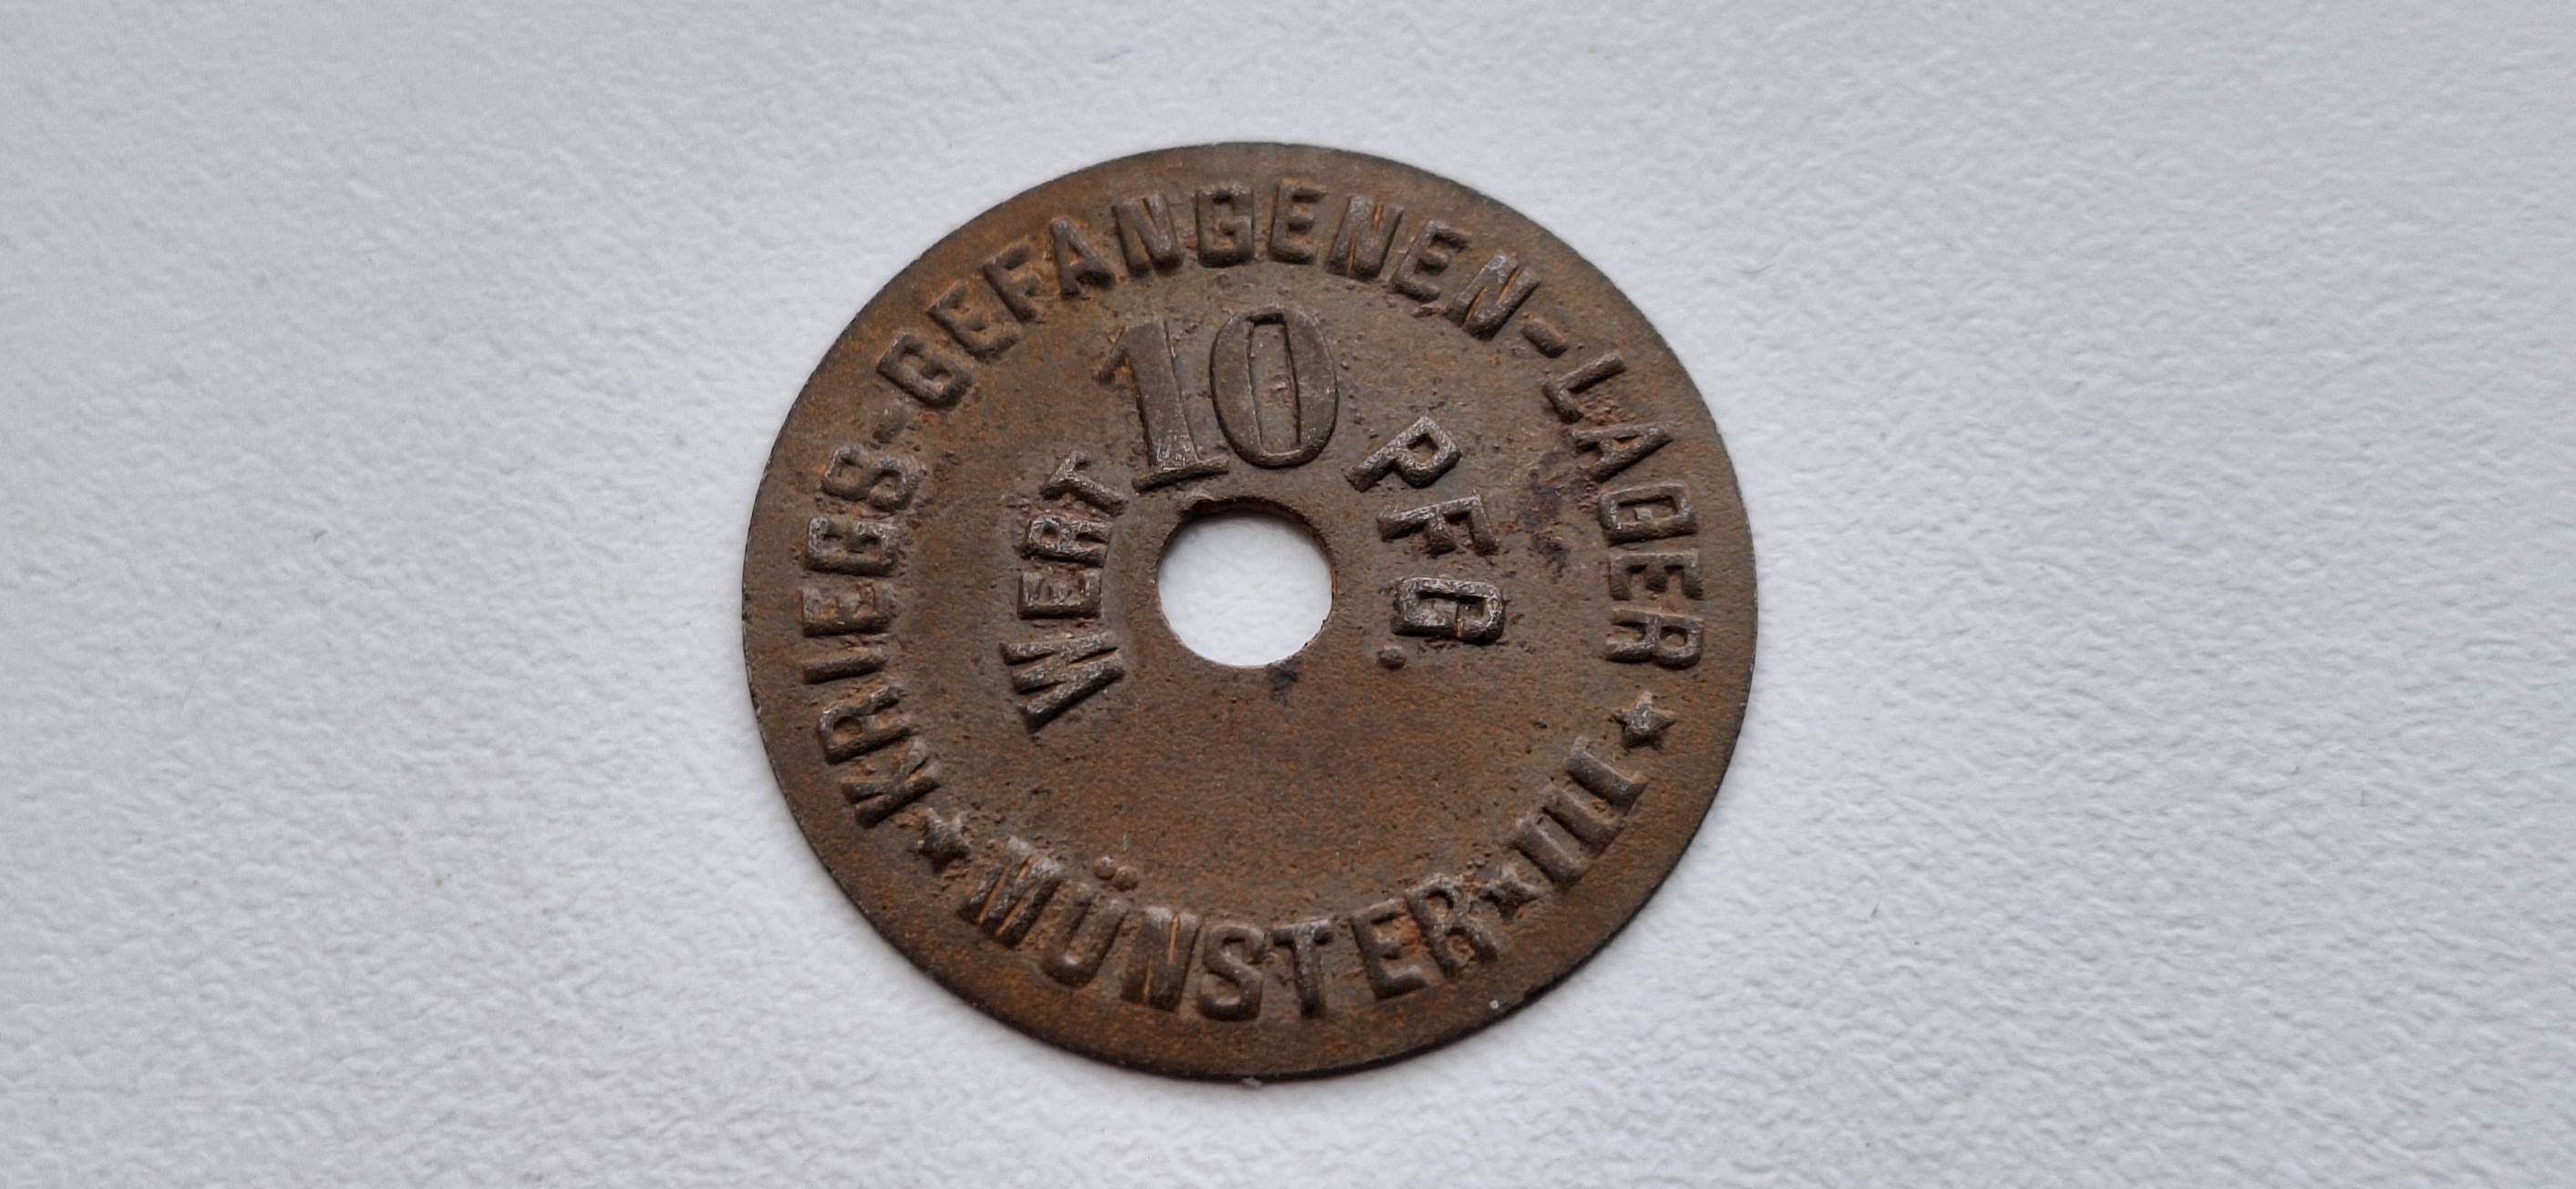 KRIEGS-GEFANGENEN-LAGER
★ MÜNSTER ★ III ★
WERT 10 PFG.